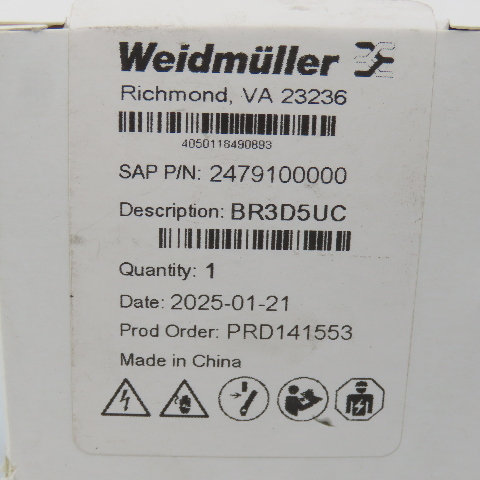 Weidmüller
Richmond, VA 23236
4050118490893
SAP P/N: 2479100000
Description: BR3D5UC
Quantity: 1
Date: 2025-01-21
Prod Order: PRD141553
Made in China